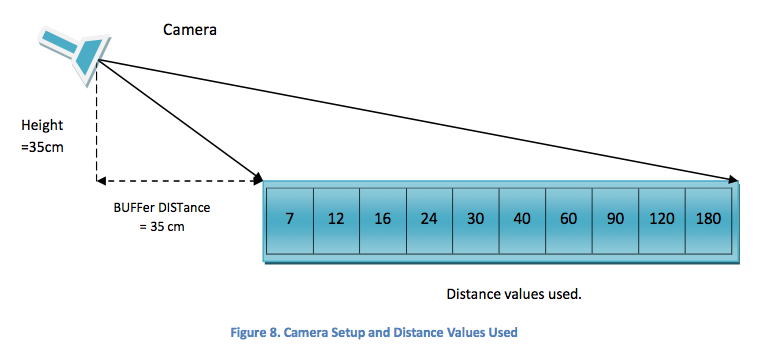 Camera
Height
=35cm
BUFFer DISTance
= 35 cm
7 12 16 24 30 40 60 90 120 180
Distance values used.
Figure 8. Camera Setup and Distance Values Used